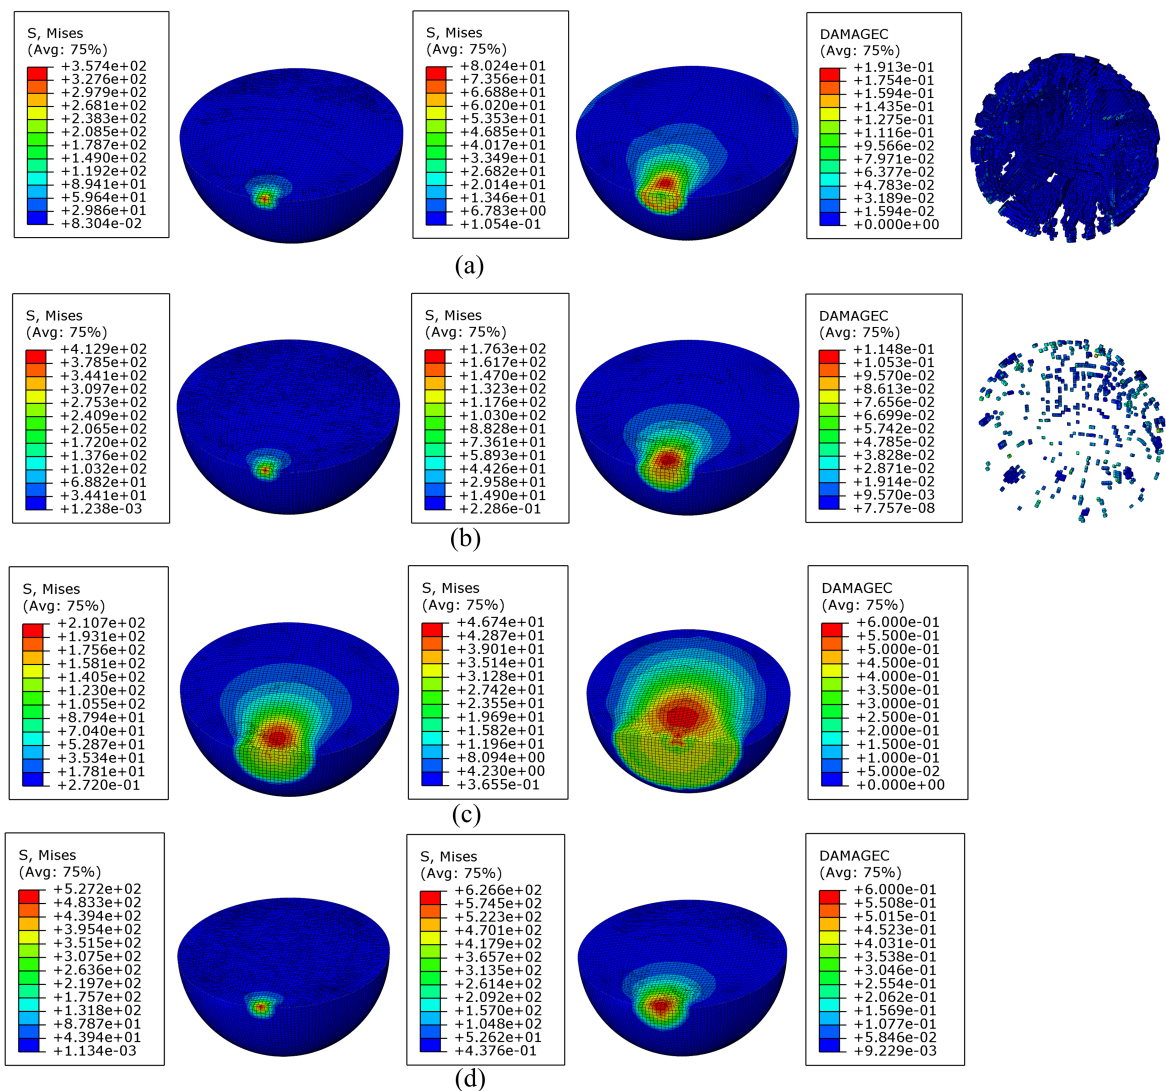 S, Mises
(Avg: 75%)
+3.574e+02
+3.276e+02
+2.979e+02
+2.681e+02
+2.383e+02
+2.085e+02
+1.787e+02
+1.490e+02
+1.192e+02
+8.941e+01
+5.964e+01
+2.986e+01
+8.304e-02
S, Mises
(Avg: 75%)
+8.024e+01
+7.356e+01
+6.688e+01
+6.020e+01
+5.353e+01
+4.685e+01
+4.017e+01
+3.349e+01
+2.682e+01
+2.014e+01
+1.346e+01
+6.783e+00
+1.054e-01
DAMAGEC
(Avg: 75%)
+1.913e-01
+1.754e-01
+1.594e-01
+1.435e-01
+1.275e-01
+1.116e-01
+9.566e-02
+7.971e-02
+6.377e-02
+4.783e-02
+3.189e-02
+1.594e-02
+0.000e+00
(a)
S, Mises
(Avg: 75%)
+4.129e+02
+3.785e+02
+3.441e+02
+3.097e+02
+2.753e+02
+2.409e+02
+2.065e+02
+1.720e+02
+1.376e+02
+1.032e+02
+6.882e+01
+3.441e+01
+1.238e-03
S, Mises
(Avg: 75%)
+1.763e+02
+1.617e+02
+1.470e+02
+1.323e+02
+1.176e+02
+1.030e+02
+8.828e+01
+7.361e+01
+5.893e+01
+4.426e+01
+2.958e+01
+1.490e+01
+2.286e-01
DAMAGEC
(Avg: 75%)
+1.148e-01
+1.053e-01
+9.570e-02
+8.613e-02
+7.656e-02
+6.699e-02
+5.742e-02
+4.785e-02
+3.828e-02
+2.871e-02
+1.914e-02
+9.570e-03
+7.757e-08
(b)
S, Mises
(Avg: 75%)
+2.107e+02
+1.931e+02
+1.756e+02
+1.581e+02
+1.405e+02
+1.230e+02
+1.055e+02
+8.794e+01
+7.040e+01
+5.287e+01
+3.534e+01
+1.781e+01
+2.720e-01
S, Mises
(Avg: 75%)
+4.674e+01
+4.287e+01
+3.901e+01
+3.514e+01
+3.128e+01
+2.742e+01
+2.355e+01
+1.969e+01
+1.582e+01
+1.196e+01
+8.094e+00
+4.230e+00
+3.655e-01
DAMAGEC
(Avg: 75%)
+6.000e-01
+5.500e-01
+5.000e-01
+4.500e-01
+4.000e-01
+3.500e-01
+3.000e-01
+2.500e-01
+2.000e-01
+1.500e-01
+1.000e-01
+5.000e-02
+0.000e+00
(c)
S, Mises
(Avg: 75%)
+5.272e+02
+4.833e+02
+4.394e+02
+3.954e+02
+3.515e+02
+3.075e+02
+2.636e+02
+2.197e+02
+1.757e+02
+1.318e+02
+8.787e+01
+4.394e+01
+1.134e-03
S, Mises
(Avg: 75%)
+6.266e+02
+5.745e+02
+5.223e+02
+4.701e+02
+4.179e+02
+3.657e+02
+3.135e+02
+2.614e+02
+2.092e+02
+1.570e+02
+1.048e+02
+5.262e+01
+4.376e-01
DAMAGEC
(Avg: 75%)
+6.000e-01
+5.508e-01
+5.015e-01
+4.523e-01
+4.031e-01
+3.538e-01
+3.046e-01
+2.554e-01
+2.062e-01
+1.569e-01
+1.077e-01
+5.846e-02
+9.229e-03
(d)